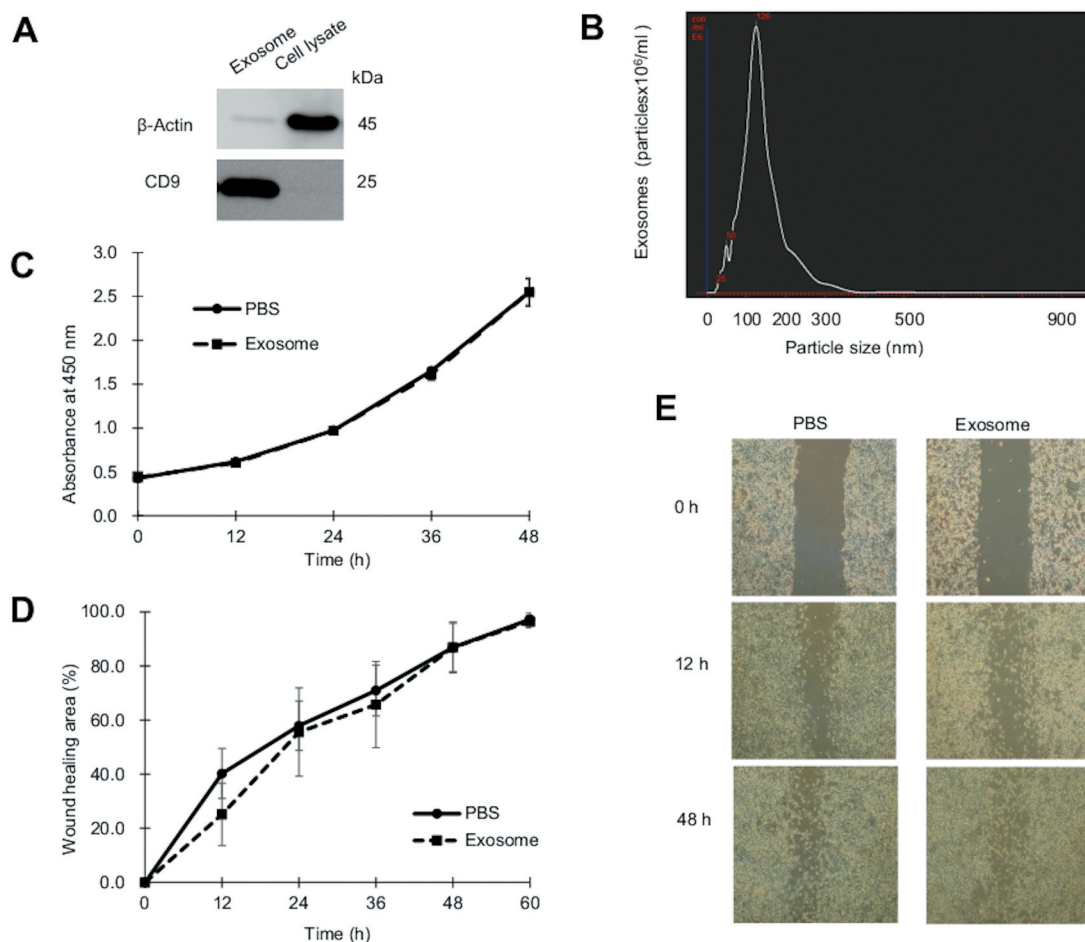 A
Exosome
Cell lysate
kDa
β-Actin
45
CD9
25
B
con
E6
126
50
25
Exosomes (particlesx10⁶/ml)
0 100 200 300 500 900
Particle size (nm)
C
3.0
2.5
2.0
1.5
1.0
0.5
0.0
PBS
Exosome
Absorbance at 450 nm
0 12 24 36 48
Time (h)
D
100.0
80.0
60.0
40.0
20.0
0.0
PBS
Exosome
Wound healing area (%)
0 12 24 36 48 60
Time (h)
E
PBS Exosome
0 h
12 h
48 h